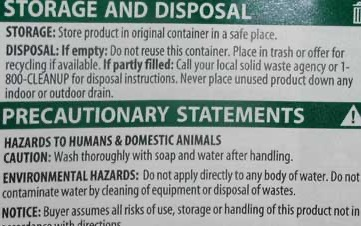 STORAGE AND DISPOSAL
STORAGE: Store product in original container in a safe place.
DISPOSAL: If empty: Do not reuse this container. Place in trash or offer for
recycling if available. If partly filled: Call your local solid waste agency or 1-
800-CLEANUP for disposal instructions. Never place unused product down any
indoor or outdoor drain.
PRECAUTIONARY STATEMENTS
HAZARDS TO HUMANS & DOMESTIC ANIMALS
CAUTION: Wash thoroughly with soap and water after handling.
ENVIRONMENTAL HAZARDS: Do not apply directly to any body of water. Do not
contaminate water by cleaning of equipment or disposal of wastes.
NOTICE: Buyer assumes all risks of use, storage or handling of this product not in
accordance with directions.